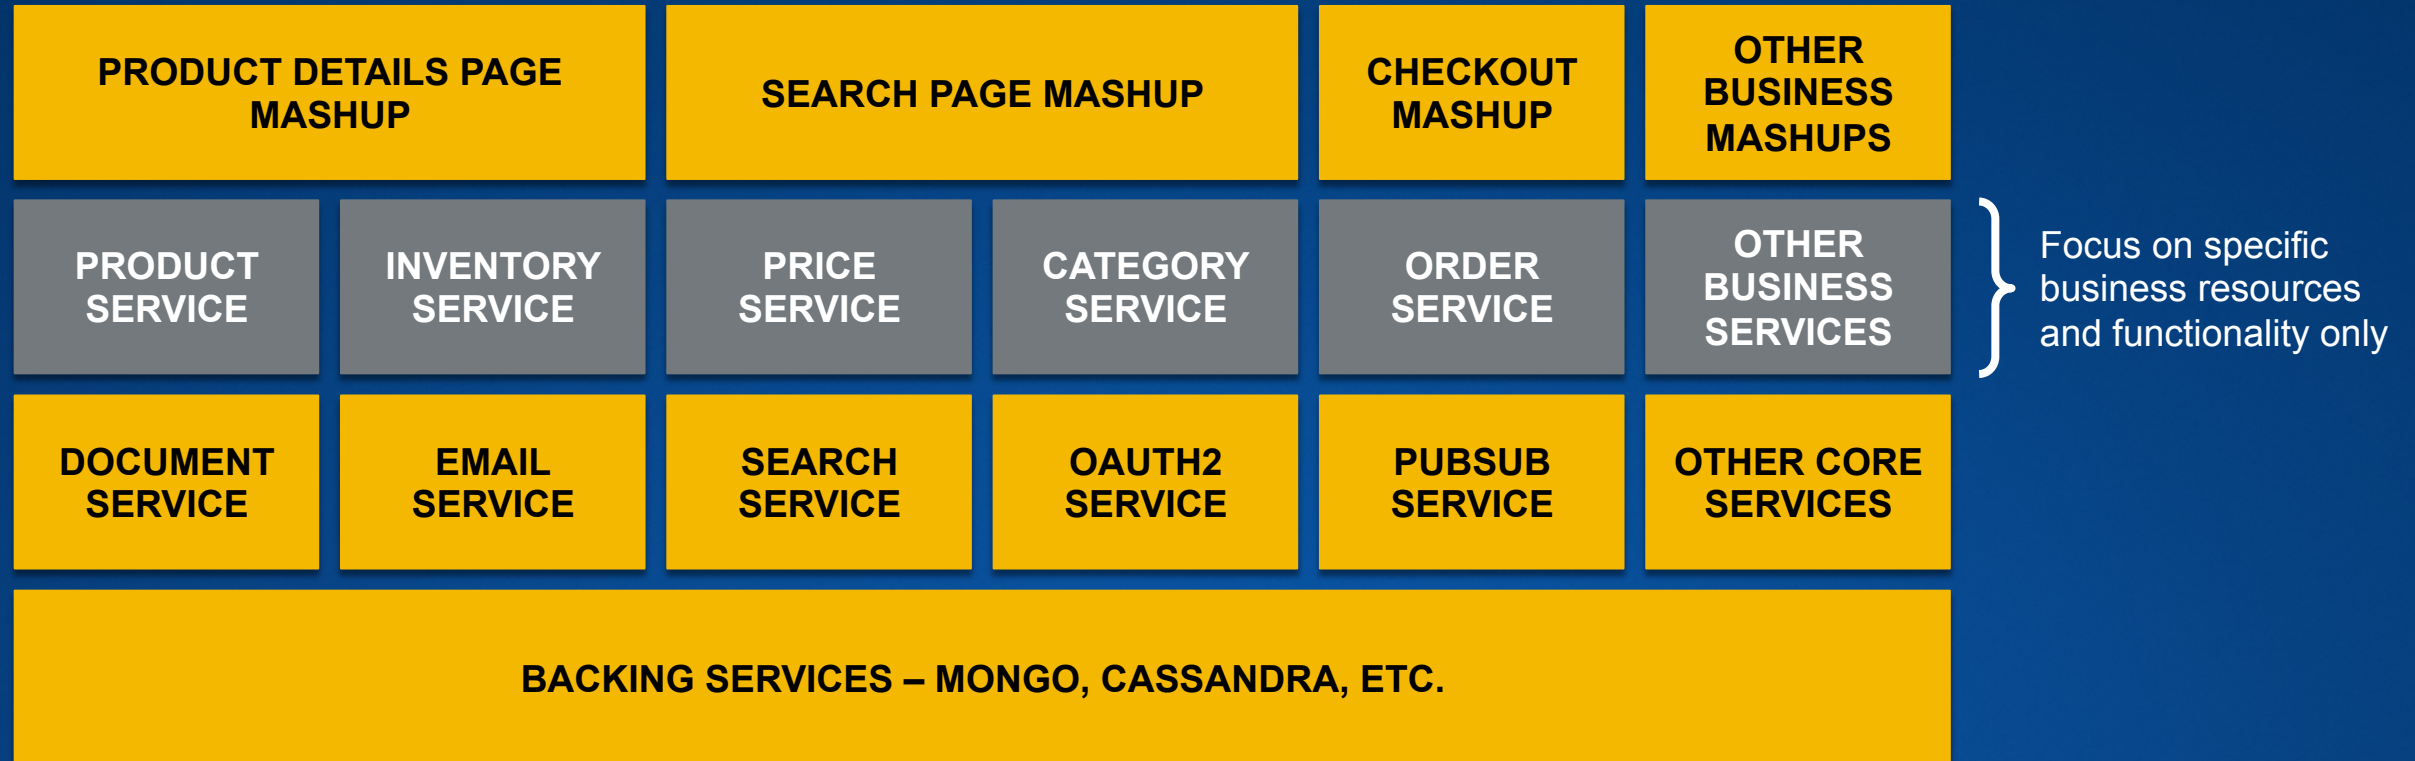 PRODUCT DETAILS PAGE
MASHUP
SEARCH PAGE MASHUP
CHECKOUT
MASHUP
OTHER
BUSINESS
MASHUPS
PRODUCT
SERVICE
INVENTORY
SERVICE
PRICE
SERVICE
CATEGORY
SERVICE
ORDER
SERVICE
OTHER
BUSINESS
SERVICES
Focus on specific
business resources
and functionality only
DOCUMENT
SERVICE
EMAIL
SERVICE
SEARCH
SERVICE
OAUTH2
SERVICE
PUBSUB
SERVICE
OTHER CORE
SERVICES
BACKING SERVICES – MONGO, CASSANDRA, ETC.